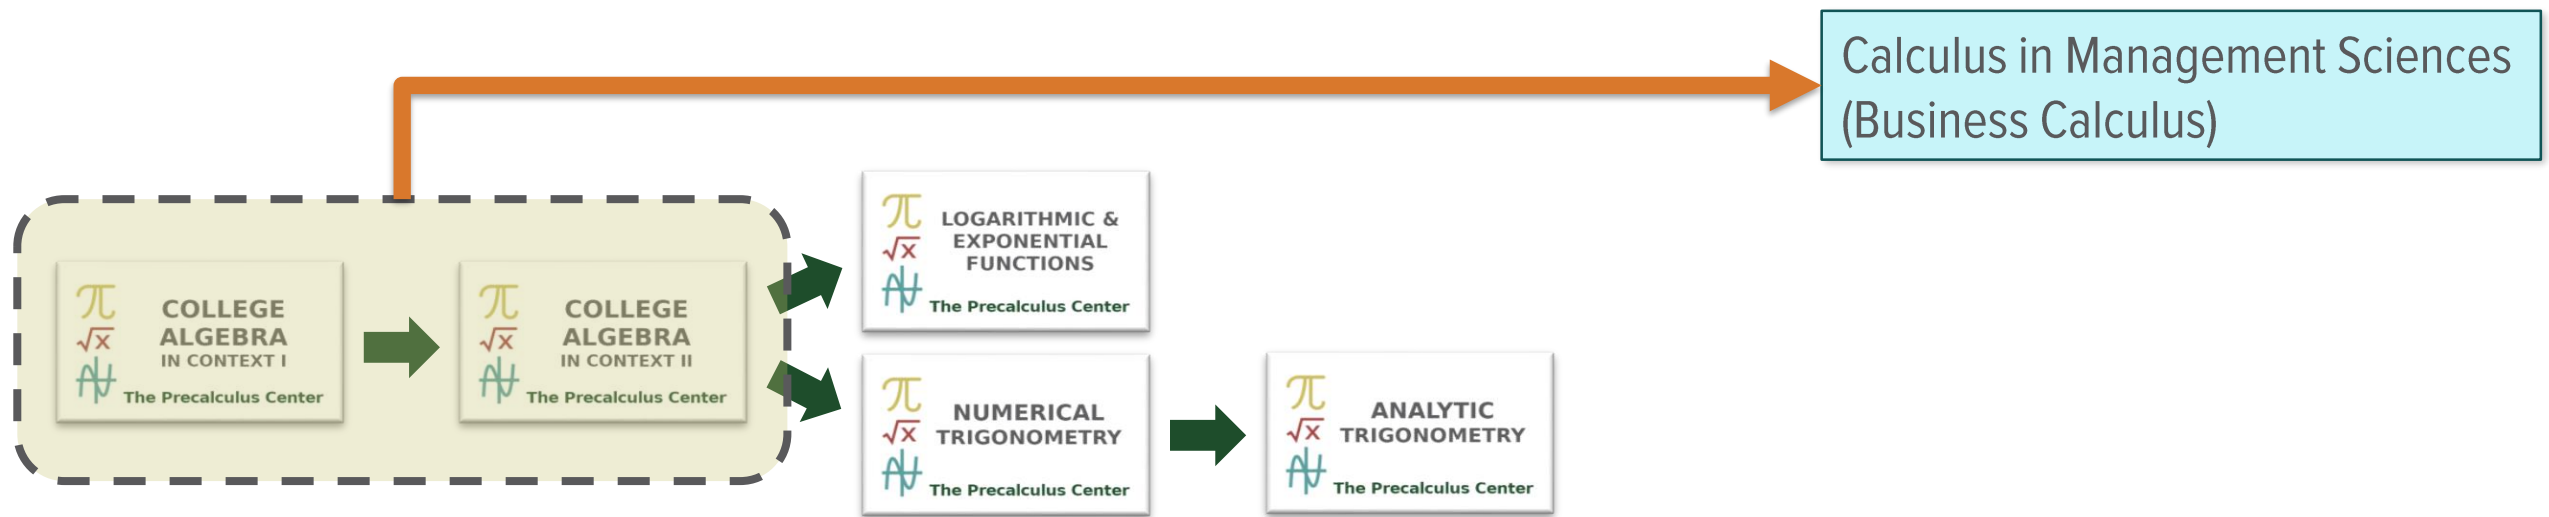 Calculus in Management Sciences
(Business Calculus)
π
√x
COLLEGE
ALGEBRA
IN CONTEXT I
The Precalculus Center
π
√x
COLLEGE
ALGEBRA
IN CONTEXT II
The Precalculus Center
π
√x
LOGARITHMIC &
EXPONENTIAL
FUNCTIONS
The Precalculus Center
π
√x
NUMERICAL
TRIGONOMETRY
The Precalculus Center
π
√x
ANALYTIC
TRIGONOMETRY
The Precalculus Center